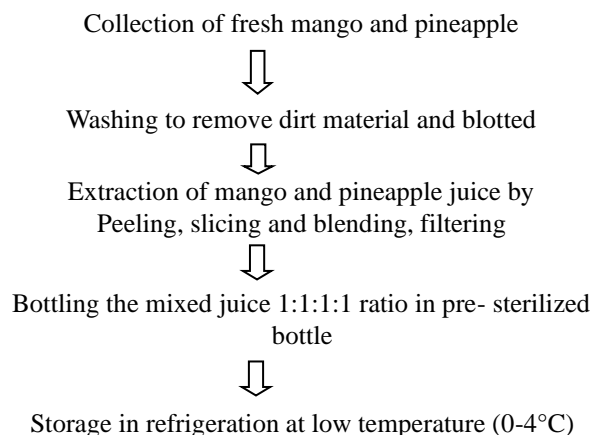 Collection of fresh mango and pineapple
Washing to remove dirt material and blotted
Extraction of mango and pineapple juice by
Peeling, slicing and blending, filtering
Bottling the mixed juice 1:1:1:1 ratio in pre- sterilized
bottle
Storage in refrigeration at low temperature (0-4°C)